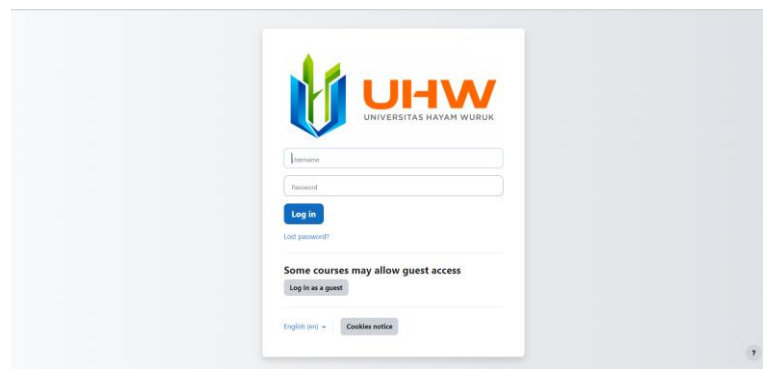 UHW
UNIVERSITAS HAYAM WURUK
Username
Password
Log in
Lost password?
Some courses may allow guest access
Log in as a guest
English (en)
Cookies notice
?